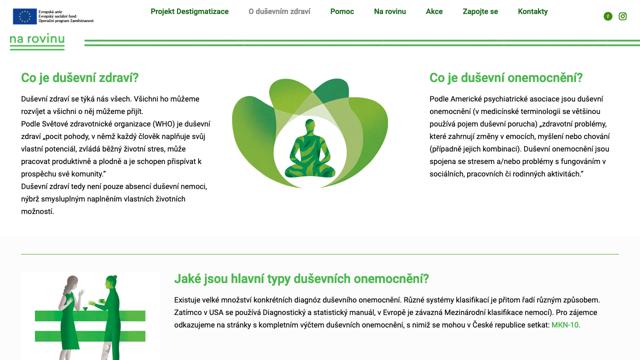 Evropská unie
Evropský sociální fond
Operační program Zaměstnanost
Projekt Destigmatizace
O duševním zdraví
Pomoc
Na rovinu
Akce
Zapojte se
Kontakty
na rovinu
Co je duševní zdraví?
Duševní zdraví se týká nás všech. Všichni ho můžeme
rozvíjet a všichni o něj můžeme přijít.
Podle Světové zdravotnické organizace (WHO) je duševní
zdraví „pocit pohody, v němž každý člověk naplňuje svůj
vlastní potenciál, zvládá běžný životní stres, může
pracovat produktivně a plodně a je schopen přispívat k
prospěchu své komunity.“
Duševní zdraví tedy není pouze absencí duševní nemoci,
nýbrž smysluplným naplněním vlastních životních
možností.
Co je duševní onemocnění?
Podle Americké psychiatrické asociace jsou duševní
onemocnění (v medicínské terminologii se většinou
používá pojem duševní porucha) „zdravotní problémy,
které zahrnují změny v emocích, myšlení nebo chování
(případně jejich kombinaci). Duševní onemocnění jsou
spojena se stresem a/nebo problémy s fungováním v
sociálních, pracovních či rodinných aktivitách.“
Jaké jsou hlavní typy duševních onemocnění?
Existuje velké množství konkrétních diagnóz duševního onemocnění. Různé systémy klasifikací je přitom řadí různým způsobem.
Zatímco v USA se používá Diagnostický a statistický manuál, v Evropě je závazná Mezinárodní klasifikace nemocí). Pro zájemce
odkazujeme na stránky s kompletním výčtem duševních onemocnění, s nimiž se mohou v České republice setkat: MKN-10.